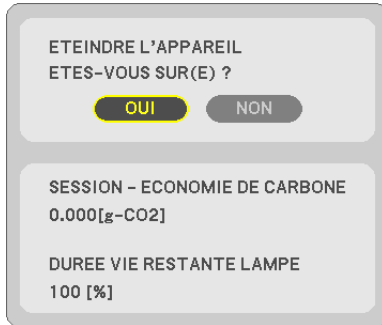 ETEINDRE L'APPAREIL
ETES-VOUS SUR(E) ?
OUI NON
SESSION - ECONOMIE DE CARBONE
0.000[g-CO2]
DUREE VIE RESTANTE LAMPE
100 [%]